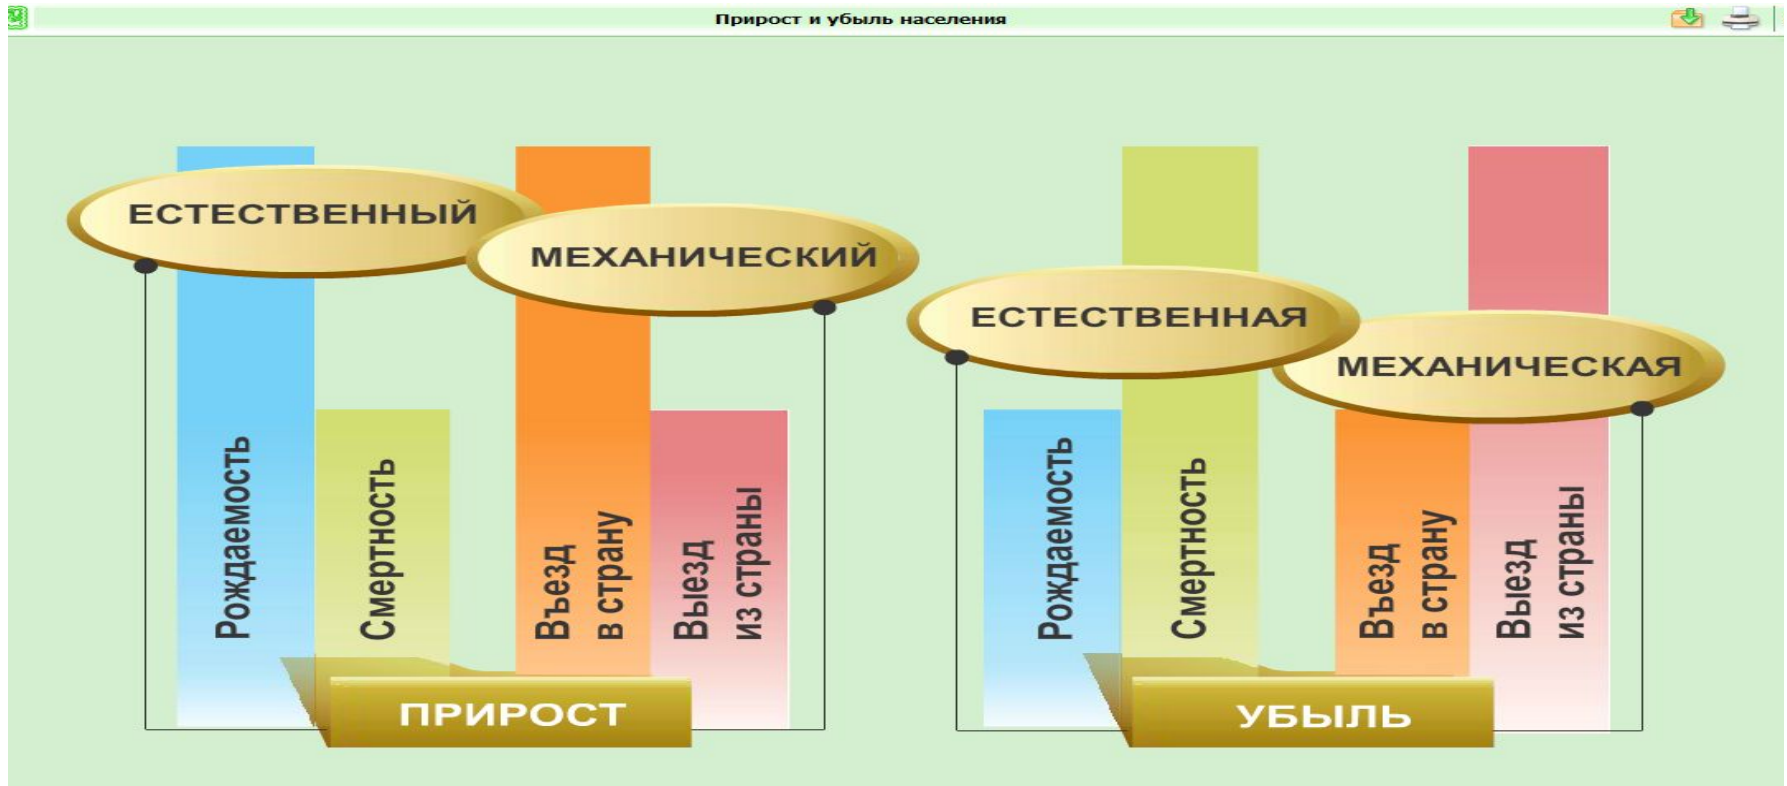 Прирост и убыль населения
ЕСТЕСТВЕННЫЙ
МЕХАНИЧЕСКИЙ
Рождаемость
Смертность
Въезд
в страну
Выезд
из страны
ПРИРОСТ
ЕСТЕСТВЕННАЯ
МЕХАНИЧЕСКАЯ
Рождаемость
Смертность
Въезд
в страну
Выезд
из страны
УБЫЛЬ